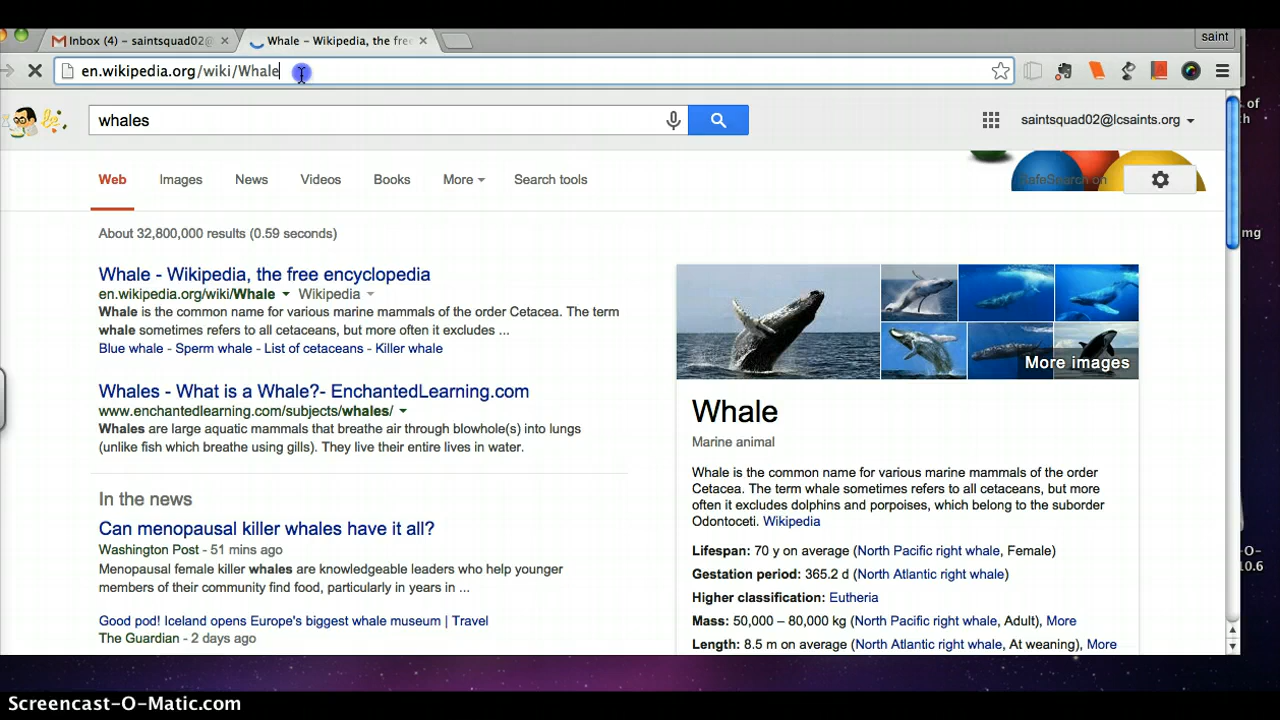 Inbox (4) – saintsquad02@
Whale – Wikipedia, the free
saint
en.wikipedia.org/wiki/Whale
whales
saintsquad02@lcsaints.org
Web
Images
News
Videos
Books
More
Search tools
SafeSearch on
About 32,800,000 results (0.59 seconds)
Whale - Wikipedia, the free encyclopedia
en.wikipedia.org/wiki/Whale Wikipedia
Whale is the common name for various marine mammals of the order Cetacea. The term
whale sometimes refers to all cetaceans, but more often it excludes ...
Blue whale - Sperm whale - List of cetaceans - Killer whale
Whales - What is a Whale?- EnchantedLearning.com
www.enchantedlearning.com/subjects/whales/
Whales are large aquatic mammals that breathe air through blowhole(s) into lungs
(unlike fish which breathe using gills). They live their entire lives in water.
In the news
Can menopausal killer whales have it all?
Washington Post - 51 mins ago
Menopausal female killer whales are knowledgeable leaders who help younger
members of their community find food, particularly in years in ...
Good pod! Iceland opens Europe's biggest whale museum | Travel
The Guardian - 2 days ago
More images
Whale
Marine animal
Whale is the common name for various marine mammals of the order
Cetacea. The term whale sometimes refers to all cetaceans, but more
often it excludes dolphins and porpoises, which belong to the suborder
Odontoceti. Wikipedia
Lifespan: 70 y on average (North Pacific right whale, Female)
Gestation period: 365.2 d (North Atlantic right whale)
Higher classification: Eutheria
Mass: 50,000 – 80,000 kg (North Pacific right whale, Adult), More
Length: 8.5 m on average (North Atlantic right whale, At weaning), More
of
th
mg
-O-
10.6
Screencast-O-Matic.com